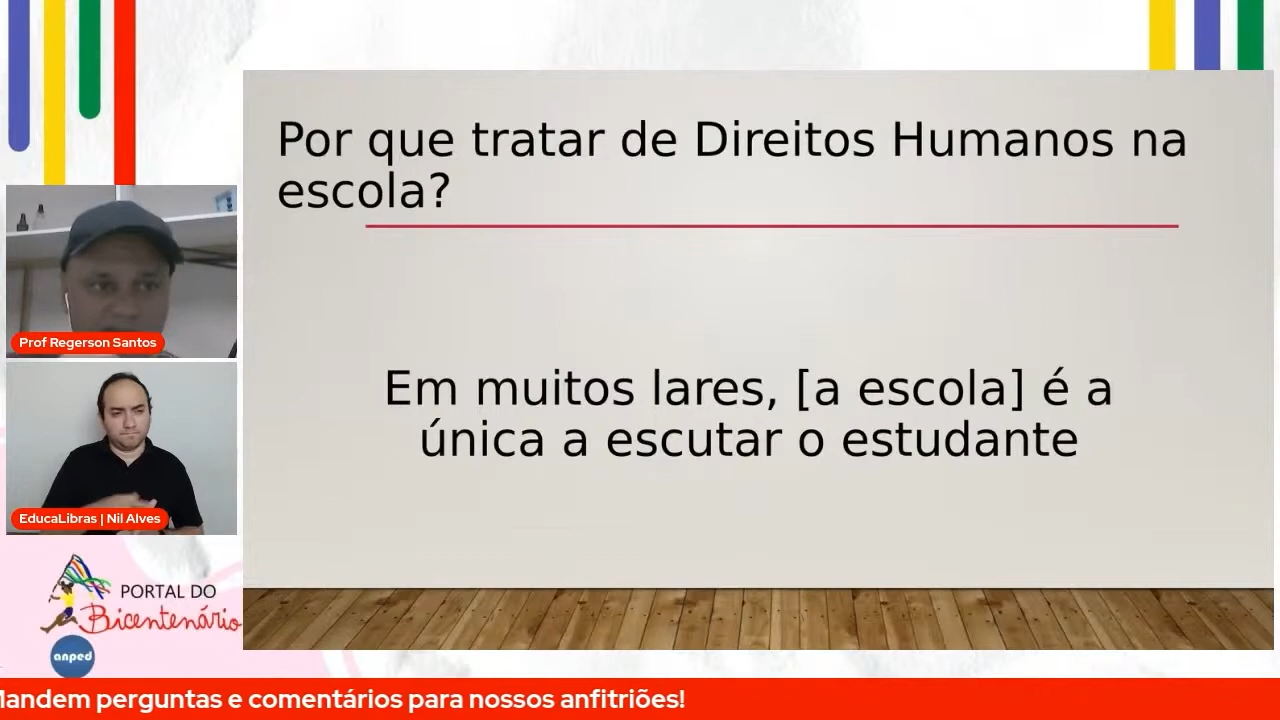 Por que tratar de Direitos Humanos na
escola?
Em muitos lares, [a escola] é a
única a escutar o estudante
Prof Regerson Santos
EducaLibras | Nil Alves
PORTAL DO
Bicentenário
anped
andem perguntas e comentários para nossos anfitriões!